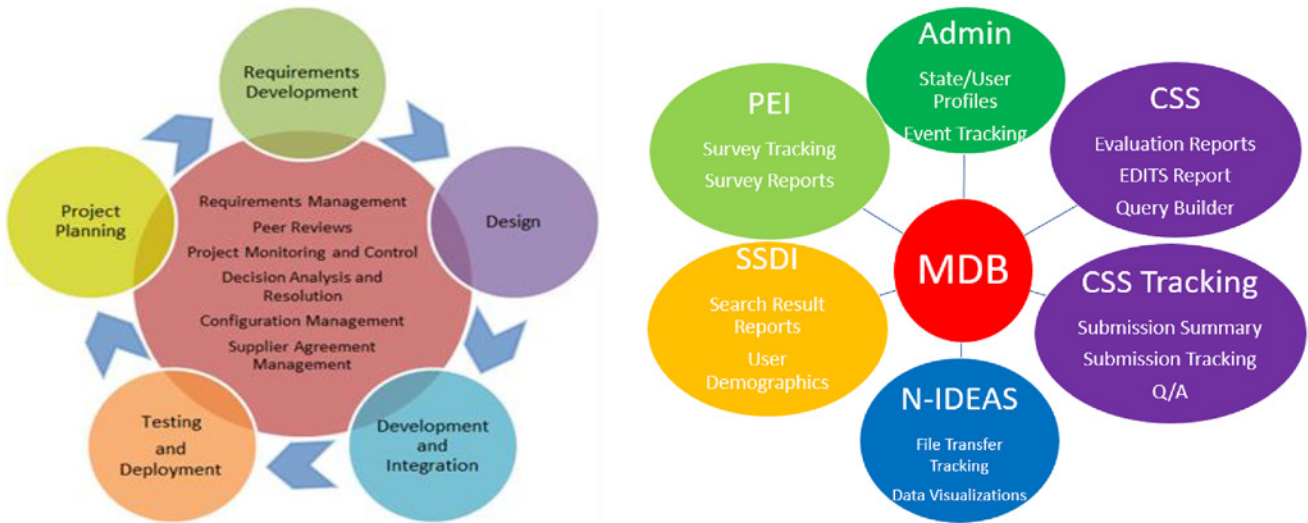 Requirements
Development
Project
Planning
Design
Requirements Management
Peer Reviews
Project Monitoring and Control
Decision Analysis and
Resolution
Configuration Management
Supplier Agreement
Management
Testing
and
Deployment
Development
and
Integration
Admin
State/User
Profiles
Event Tracking
PEI
Survey Tracking
Survey Reports
CSS
Evaluation Reports
EDITS Report
Query Builder
MDB
SSDI
Search Result
Reports
User
Demographics
CSS Tracking
Submission Summary
Submission Tracking
Q/A
N-IDEAS
File Transfer
Tracking
Data Visualizations